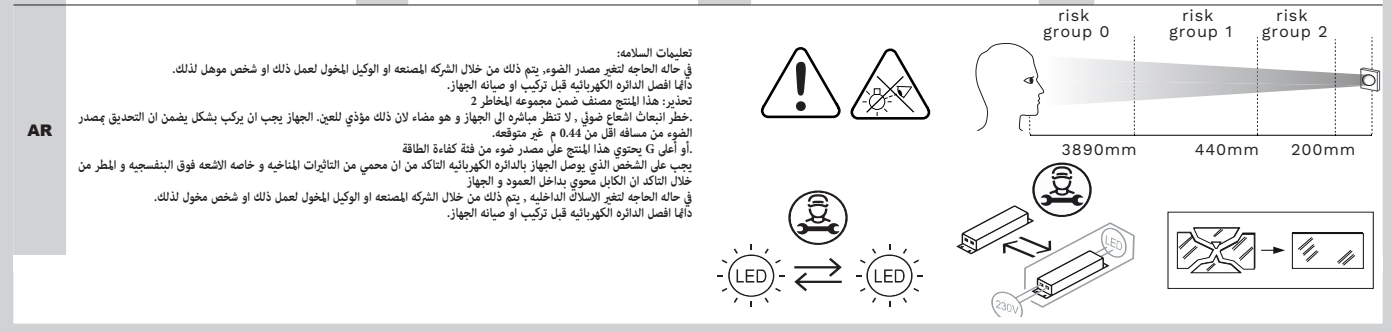 AR
تعليمات السلامه:
في حاله الحاجه لتغير مصدر الضوء, يتم ذلك من خلال الشركه المصنعه او الوكيل المخول لعمل ذلك او شخص موهل لذلك.
دائما افصل الدائره الكهربائيه قبل تركيب او صيانه الجهاز.
تحذير: هذا المنتج مصنف ضمن مجموعه المخاطر 2
.خطر انبعاث اشعاع ضوئي , لا تنظر مباشره الى الجهاز و هو مضاء لان ذلك مؤذي للعين. الجهاز يجب ان يركب بشكل يضمن ان التحديق بمصدر
الضوء من مسافه اقل من 0.44 م غير متوقعه.
.أو أعلى G يحتوي هذا المنتج على مصدر ضوء من فئة كفاءة الطاقة
يجب على الشخص الذي يوصل الجهاز بالدائره الكهربائيه التاكد من ان محمي من التاثيرات المناخيه و خاصه الاشعه فوق البنفسجيه و المطر من
خلال التاكد ان الكابل محوي بداخل العمود و الجهاز
في حاله الحاجه لتغير الاسلاك الداخليه , يتم ذلك من خلال الشركه المصنعه او الوكيل المخول لعمل ذلك او شخص مخول لذلك.
دائما افصل الدائره الكهربائيه قبل تركيب او صيانه الجهاز.
risk group 0
risk group 1
risk group 2
3890mm
440mm
200mm
LED
LED
LED
230V